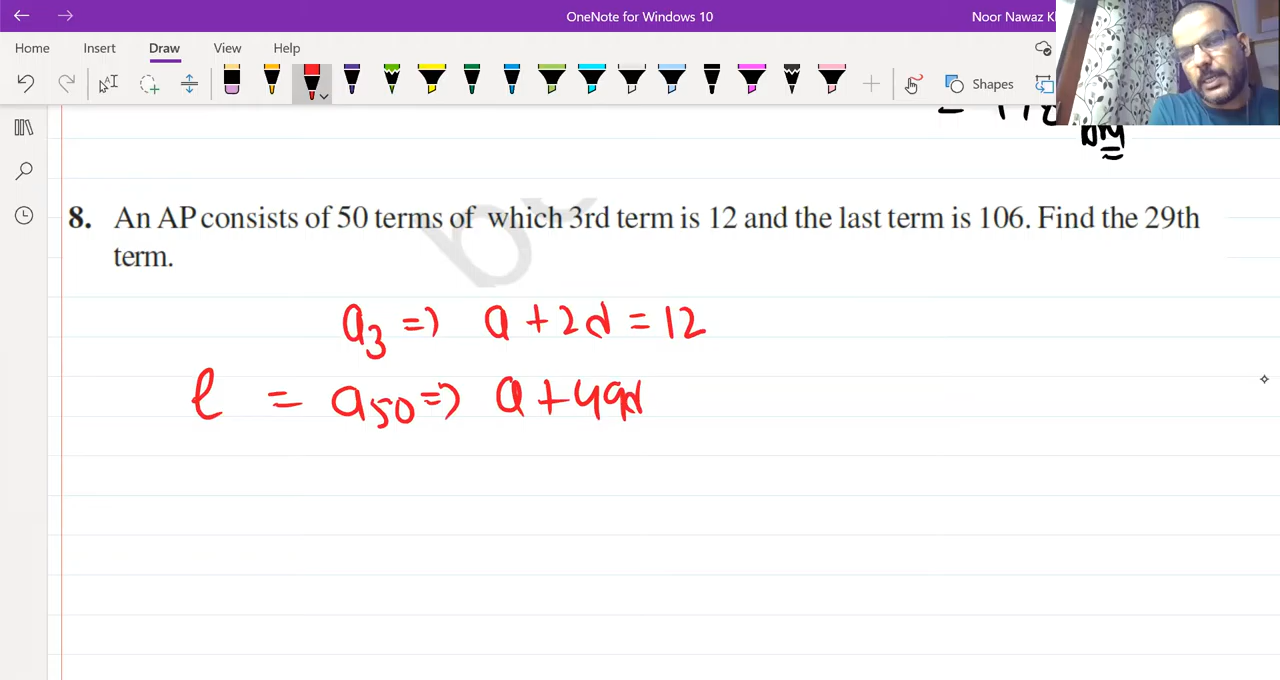 OneNote for Windows 10
Noor Nawaz
Home Insert Draw View Help
Shapes
8. An AP consists of 50 terms of which 3rd term is 12 and the last term is 106. Find the 29th
term.
a₃ => a + 2d = 12
l = a₅₀ => a + 49d